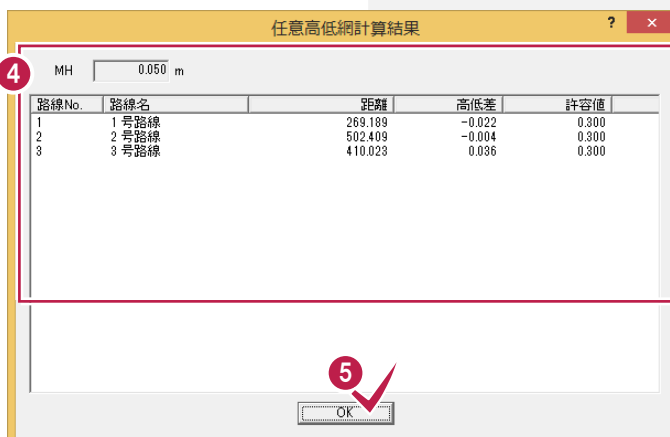 任意高低網計算結果 ? ×
4
MH 0.050 m
路線No. 路線名 距離 高低差 許容値
1 1号路線 269.189 -0.022 0.300
2 2号路線 502.409 -0.004 0.300
3 3号路線 410.023 0.036 0.300
5
OK